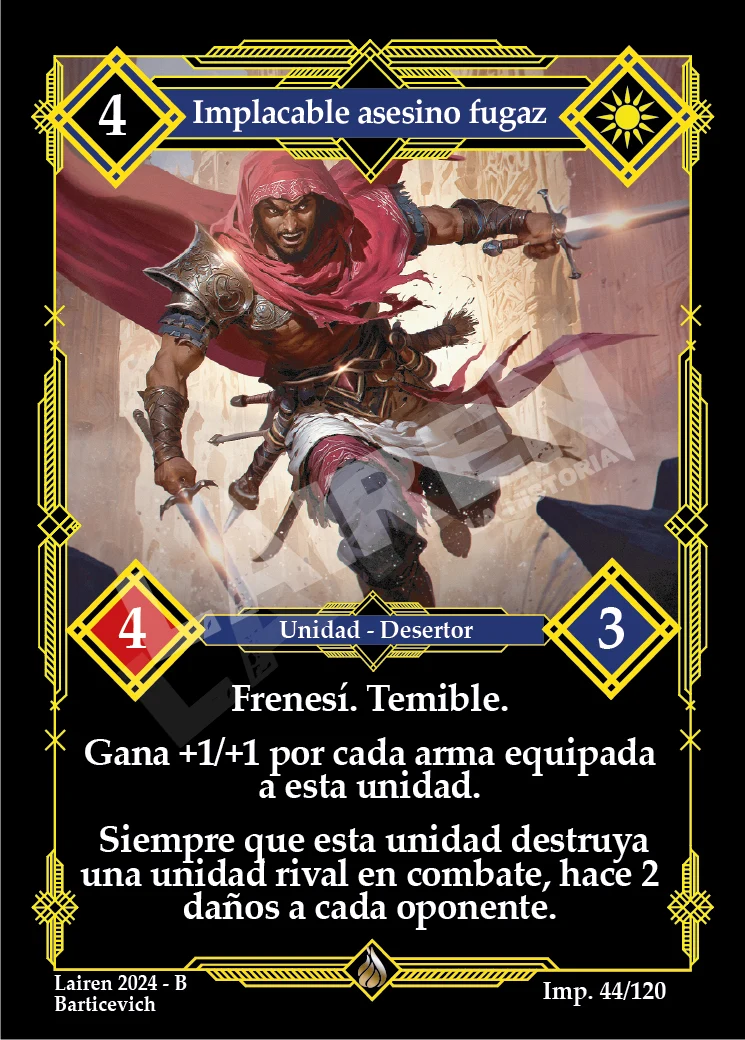 4
Implacable asesino fugaz
LAIREN
4
Unidad - Desertor
3
Frenesí. Temible.
Gana +1/+1 por cada arma equipada
a esta unidad.
Siempre que esta unidad destruya
una unidad rival en combate, hace 2
daños a cada oponente.
Lairen 2024 - B
Barticevich
Imp. 44/120